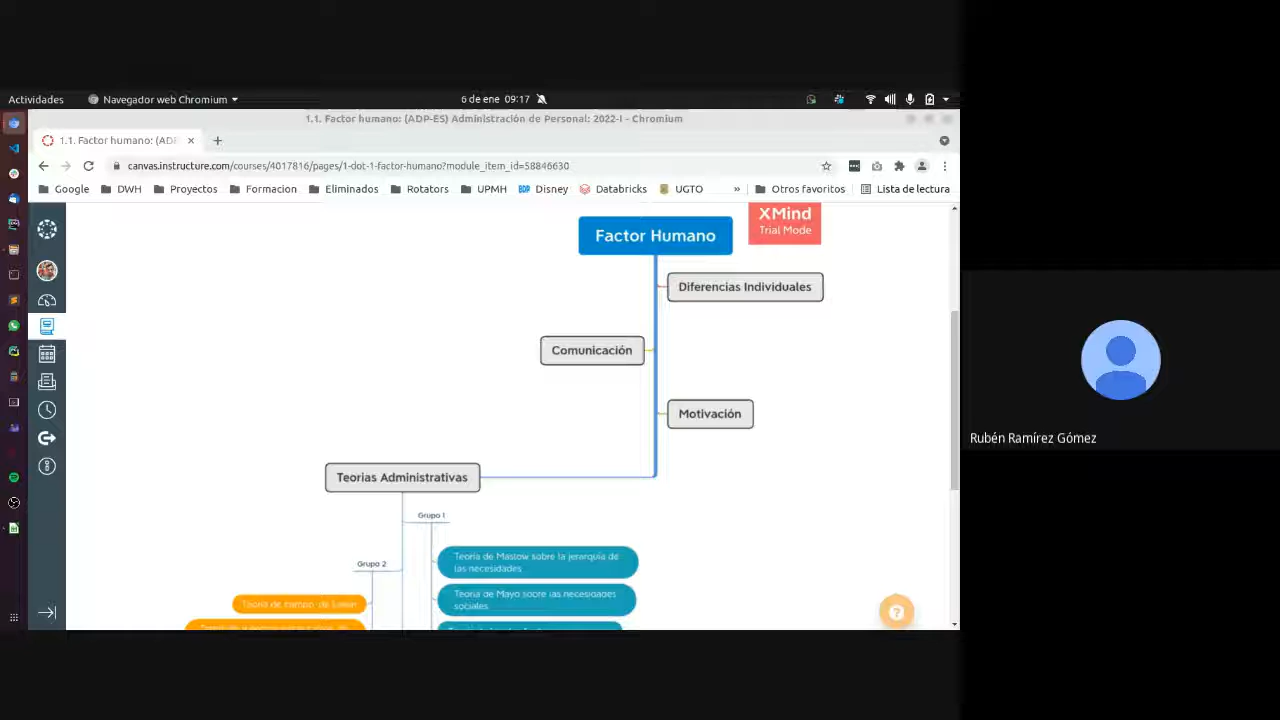 Actividades
Navegador web Chromium
6 de ene 09:17
1.1. Factor humano: (ADP-ES) Administración de Personal: 2022-I - Chromium
1.1. Factor humano: (ADP
canvas.instructure.com/courses/4017816/pages/1-dot-1-factor-humano?module_item_id=58846630
Google
DWH
Proyectos
Formacion
Eliminados
Rotators
UPMH
Disney
Databricks
UGTO
»
Otros favoritos
Lista de lectura
XMind
Trial Mode
Factor Humano
Diferencias Individuales
Comunicación
Motivación
Teorias Administrativas
Grupo 1
Teoría de Maslow sobre la jerarquía de
las necesidades
Grupo 2
Teoría de Mayo sobre las necesidades
sociales
Rubén Ramírez Gómez